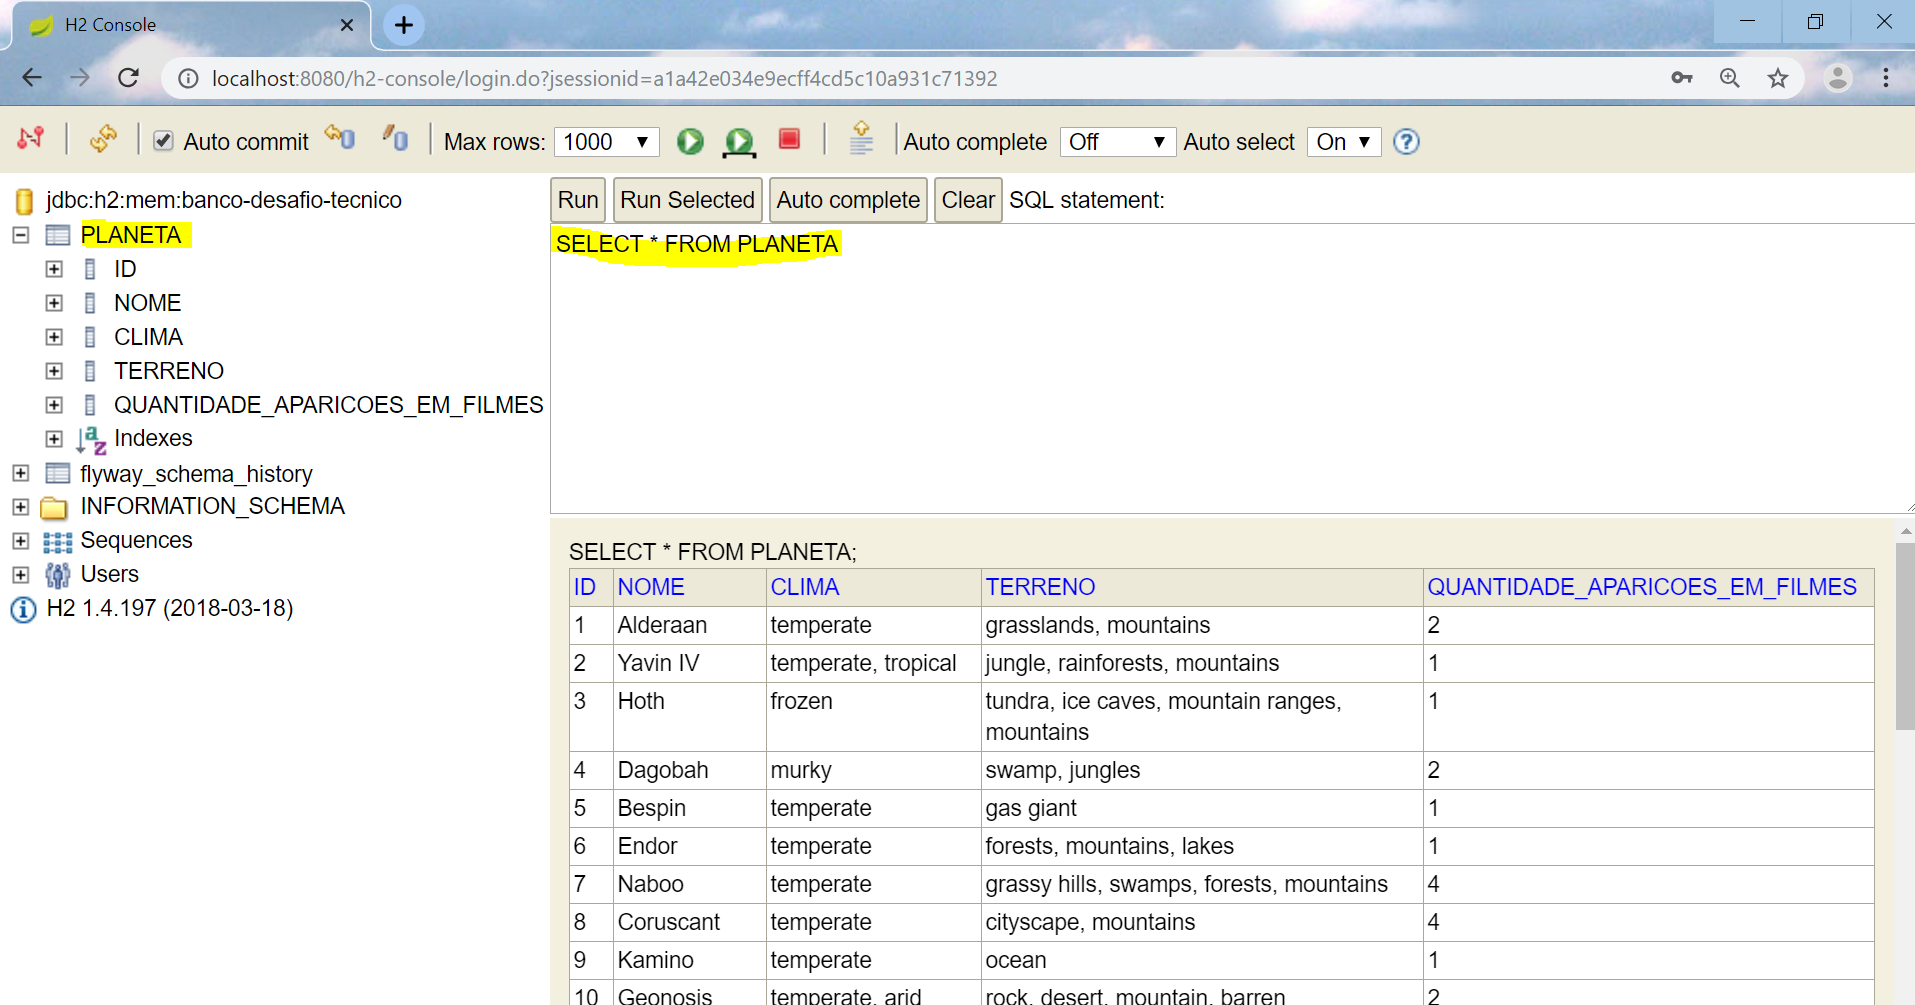 H2 Console
localhost:8080/h2-console/login.do?jsessionid=a1a42e034e9ecff4cd5c10a931c71392
Auto commit Max rows: 1000 Auto complete Off Auto select On
jdbc:h2:mem:banco-desafio-tecnico
PLANETA
ID
NOME
CLIMA
TERRENO
QUANTIDADE_APARICOES_EM_FILMES
Indexes
flyway_schema_history
INFORMATION_SCHEMA
Sequences
Users
H2 1.4.197 (2018-03-18)
Run Run Selected Auto complete Clear SQL statement:
SELECT * FROM PLANETA
SELECT * FROM PLANETA;
ID NOME CLIMA TERRENO QUANTIDADE_APARICOES_EM_FILMES
1 Alderaan temperate grasslands, mountains 2
2 Yavin IV temperate, tropical jungle, rainforests, mountains 1
3 Hoth frozen tundra, ice caves, mountain ranges, 1
mountains
4 Dagobah murky swamp, jungles 2
5 Bespin temperate gas giant 1
6 Endor temperate forests, mountains, lakes 1
7 Naboo temperate grassy hills, swamps, forests, mountains 4
8 Coruscant temperate cityscape, mountains 4
9 Kamino temperate ocean 1
10 Geonosis temperate, arid rock, desert, mountain, barren 2